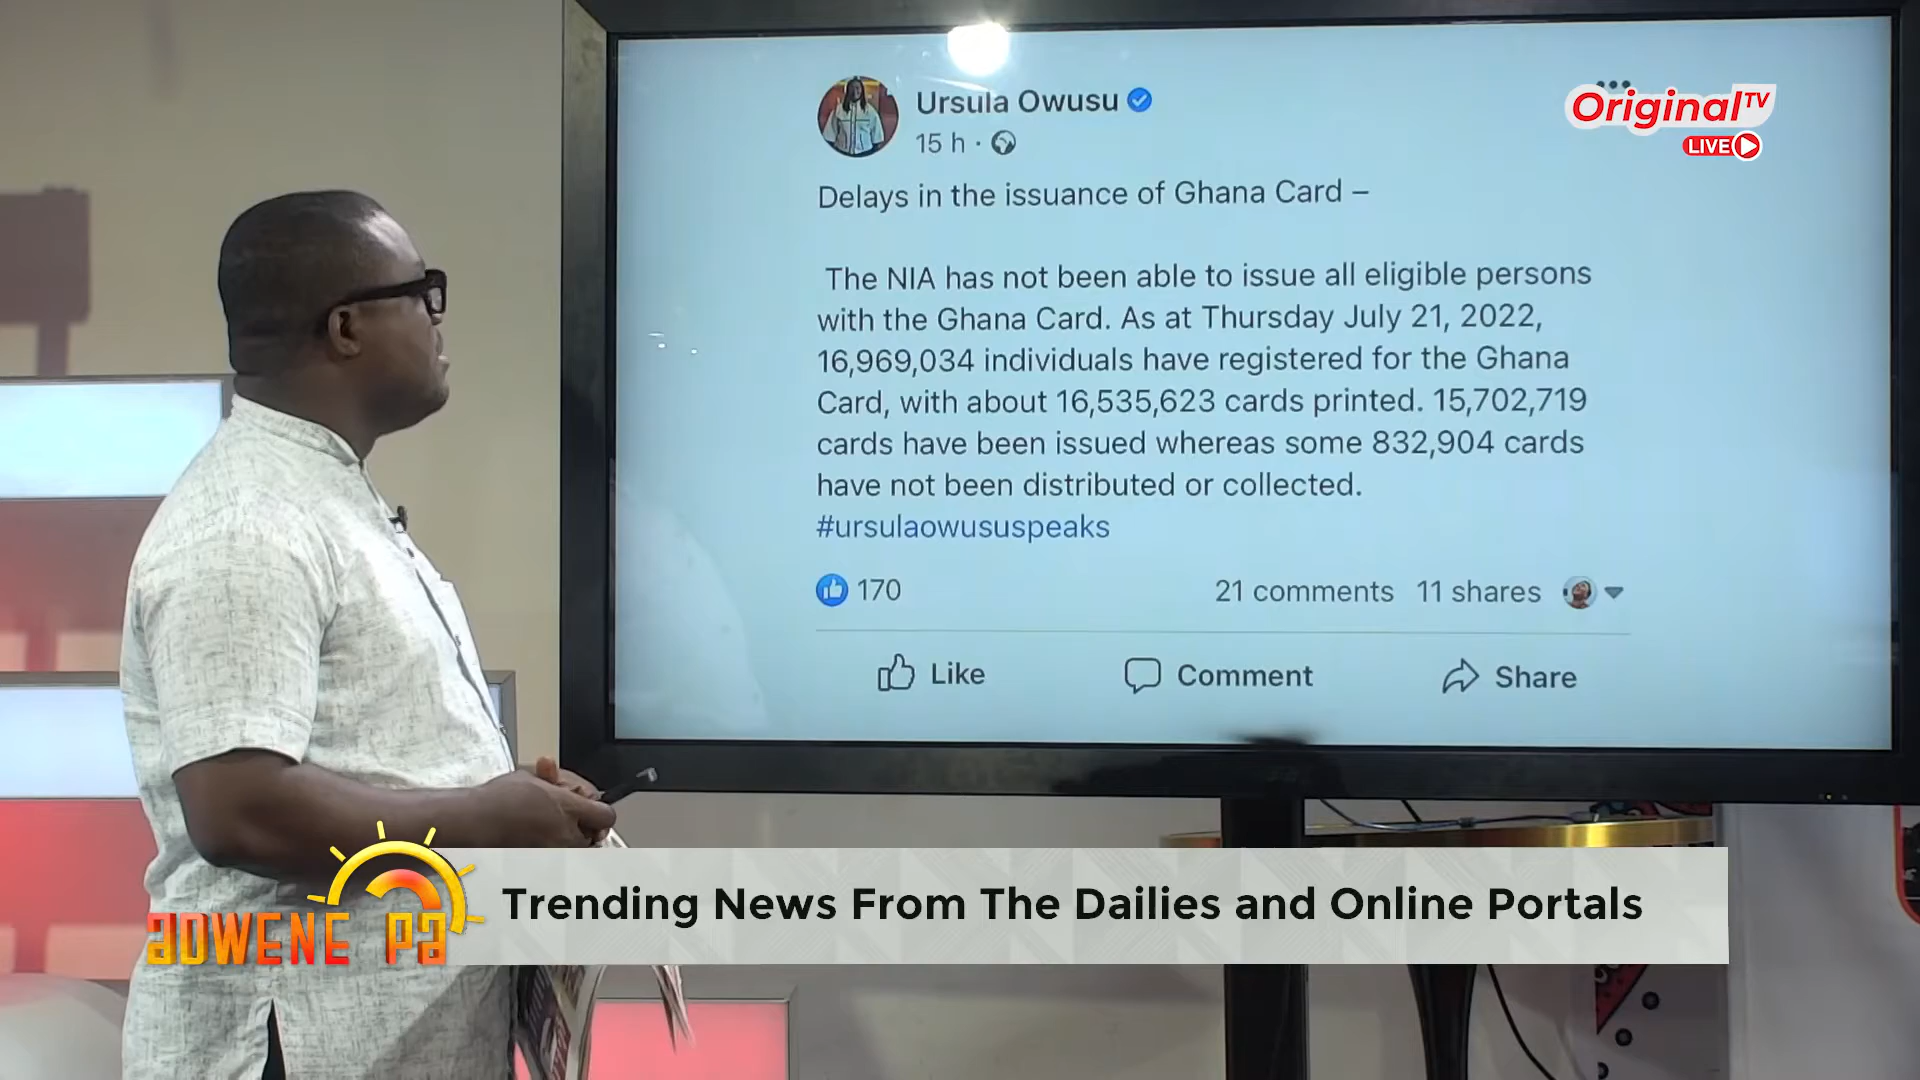 Ursula Owusu
15 h ·
Original TV
LIVE
Delays in the issuance of Ghana Card –
The NIA has not been able to issue all eligible persons
with the Ghana Card. As at Thursday July 21, 2022,
16,969,034 individuals have registered for the Ghana
Card, with about 16,535,623 cards printed. 15,702,719
cards have been issued whereas some 832,904 cards
have not been distributed or collected.
#ursulaowususpeaks
170
21 comments 11 shares
Like
Comment
Share
aDWENE Pa
Trending News From The Dailies and Online Portals